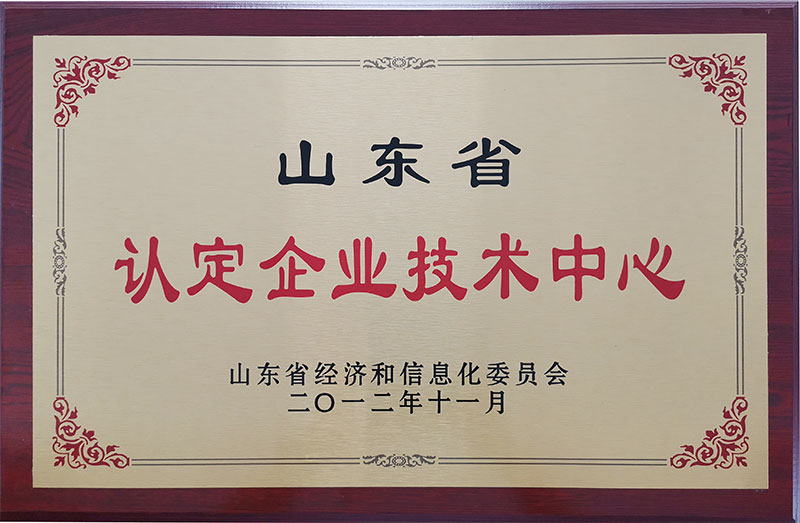 山东省
认定企业技术中心
山东省经济和信息化委员会
二〇一二年十一月